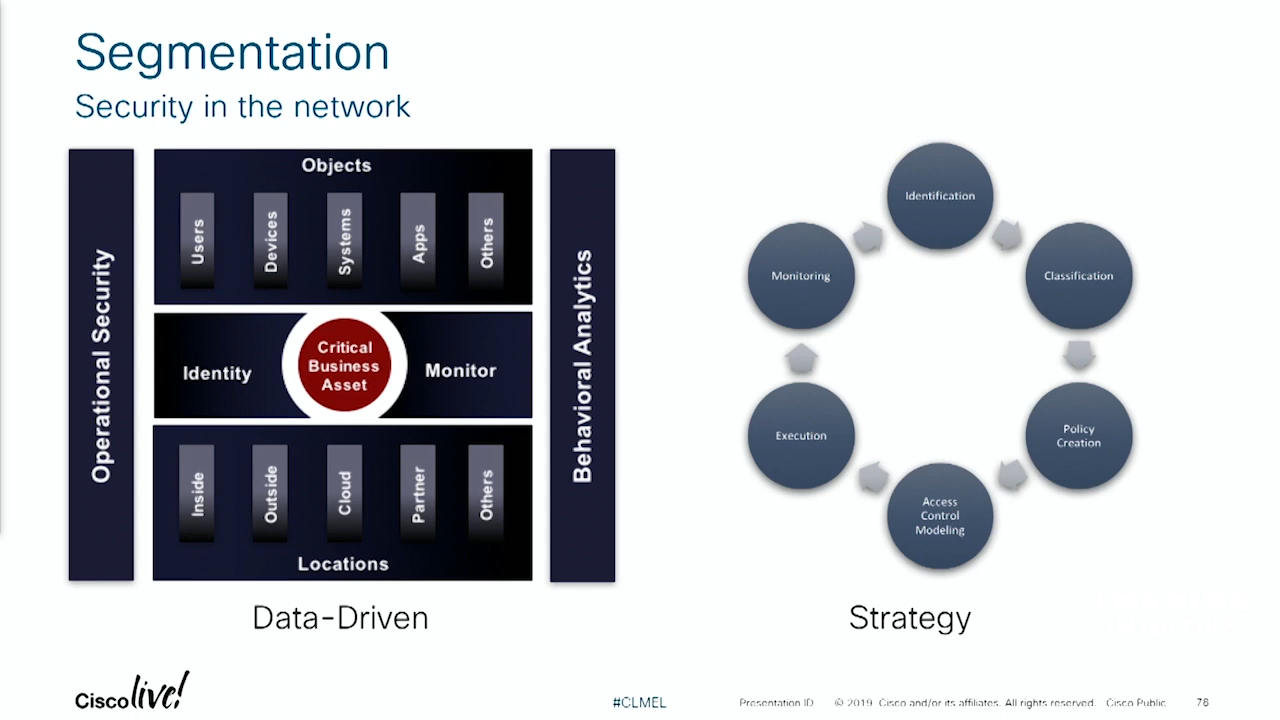 Segmentation
Security in the network
Operational Security
Objects
Users
Devices
Systems
Apps
Others
Identity
Critical
Business
Asset
Monitor
Inside
Outside
Cloud
Partner
Others
Locations
Behavioral Analytics
Data-Driven
Identification
Classification
Policy
Creation
Access
Control
Modeling
Execution
Monitoring
Strategy
Cisco live!
#CLMEL
Presentation ID
© 2019 Cisco and/or its affiliates. All rights reserved. Cisco Public
78